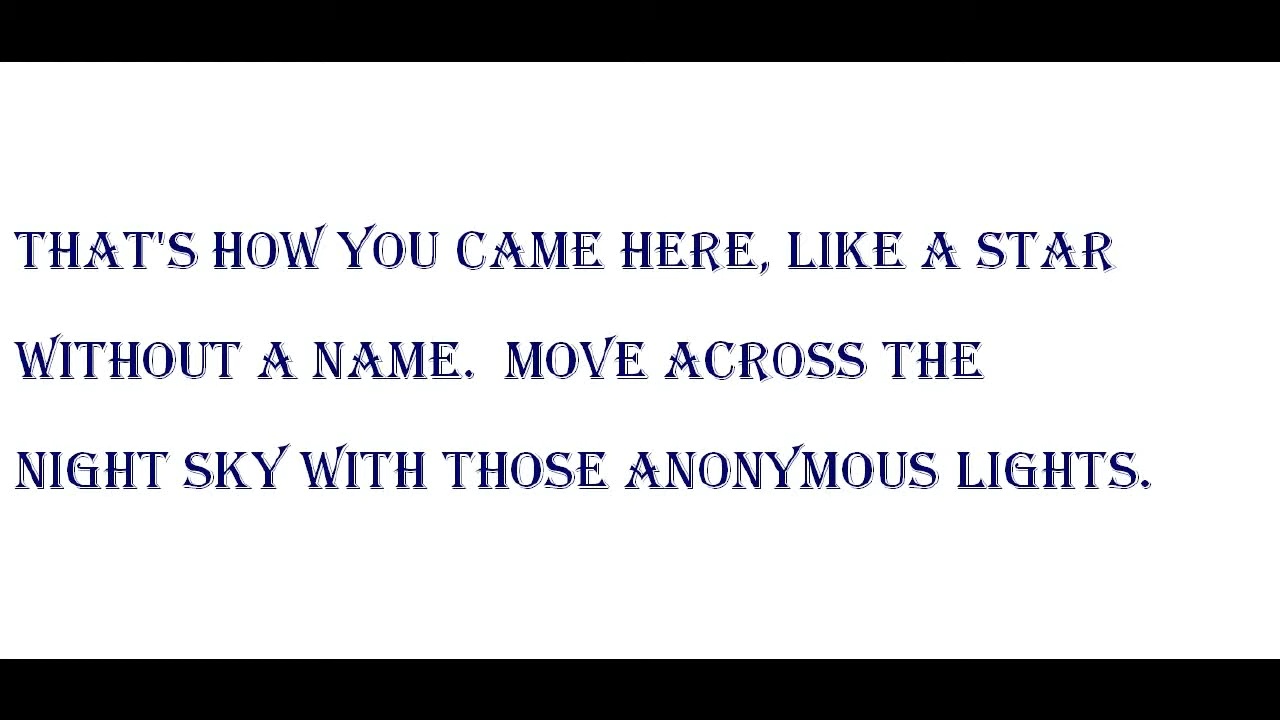 THAT'S HOW YOU CAME HERE, LIKE A STAR
WITHOUT A NAME.  MOVE ACROSS THE
NIGHT SKY WITH THOSE ANONYMOUS LIGHTS.